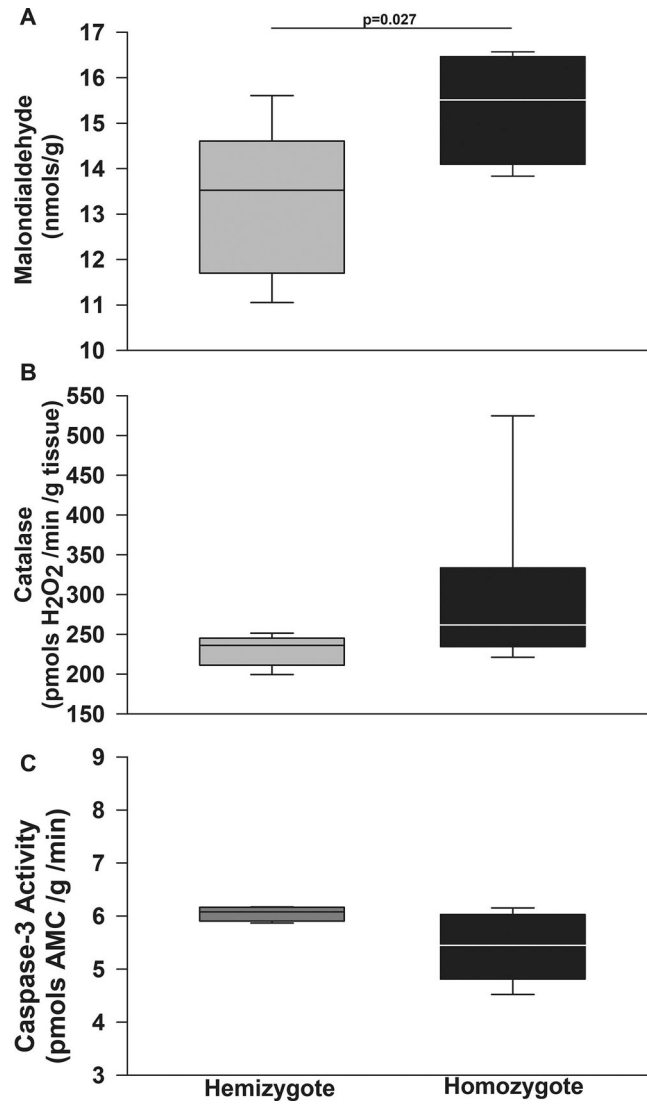 A
p=0.027
17
16
15
14
13
12
11
10
Malondialdehyde
(nmols/g)
B
550
500
450
400
350
300
250
200
150
Catalase
(pmols H2O2 /min /g tissue)
C
9
8
7
6
5
4
3
Caspase-3 Activity
(pmols AMC /g /min)
Hemizygote
Homozygote